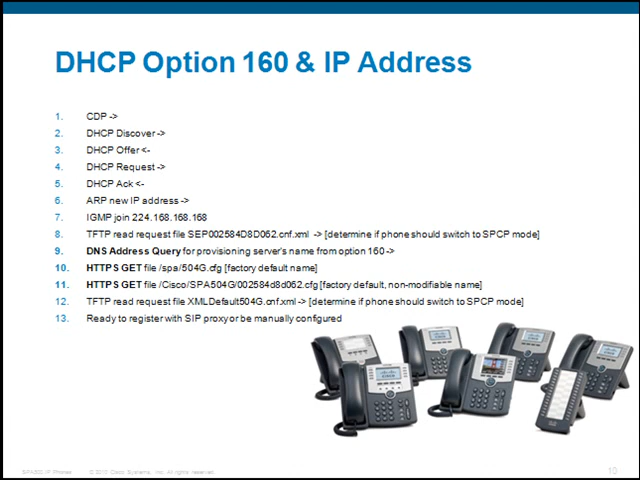 DHCP Option 160 & IP Address
1. CDP ->
2. DHCP Discover ->
3. DHCP Offer <-
4. DHCP Request ->
5. DHCP Ack <-
6. ARP new IP address ->
7. IGMP join 224.168.168.168
8. TFTP read request file SEP002584D8D062.cnf.xml -> [determine if phone should switch to SPCP mode]
9. DNS Address Query for provisioning server's name from option 160 ->
10. HTTPS GET file /spa/504G.cfg [factory default name]
11. HTTPS GET file /Cisco/SPA504G/002584d8d062.cfg [factory default, non-modifiable name]
12. TFTP read request file XMLDefault504G.cnf.xml -> [determine if phone should switch to SPCP mode]
13. Ready to register with SIP proxy or be manually configured
Cisco Systems, Inc. All rights reserved.
10